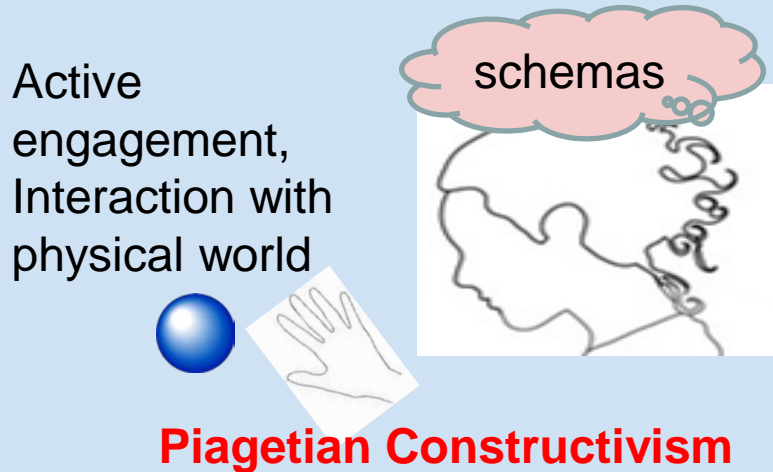 schemas
Active
engagement,
Interaction with
physical world
Piagetian Constructivism